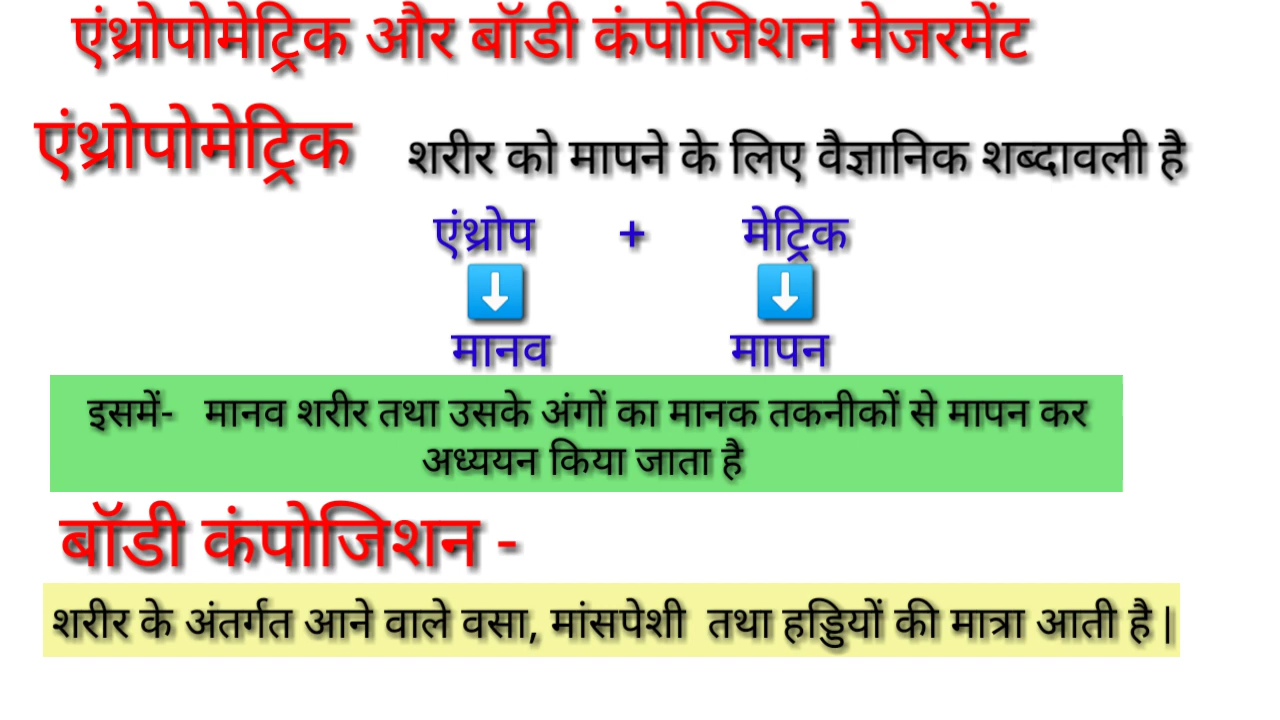 एंथ्रोपोमेट्रिक और बॉडी कंपोजिशन मेजरमेंट
एंथ्रोपोमेट्रिक शरीर को मापने के लिए वैज्ञानिक शब्दावली है
एंथ्रोप + मेट्रिक
मानव मापन
इसमें- मानव शरीर तथा उसके अंगों का मानक तकनीकों से मापन कर
अध्ययन किया जाता है
बॉडी कंपोजिशन -
शरीर के अंतर्गत आने वाले वसा, मांसपेशी तथा हड्डियों की मात्रा आती है |